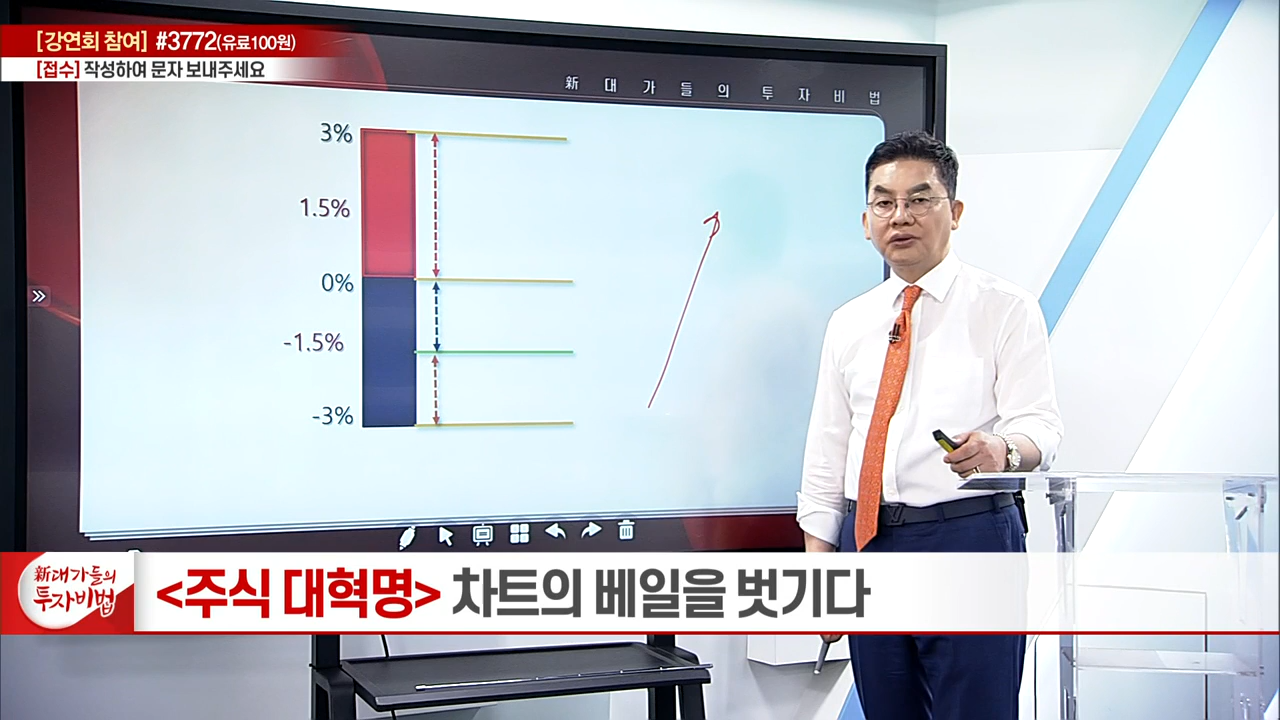 [강연회 참여] #3772(유료100원)
[접수] 작성하여 문자 보내주세요
新 대 가 들 의 투 자 비 법
3%
1.5%
0%
-1.5%
-3%
新대가들의
투자비법
<주식 대혁명> 차트의 베일을 벗기다